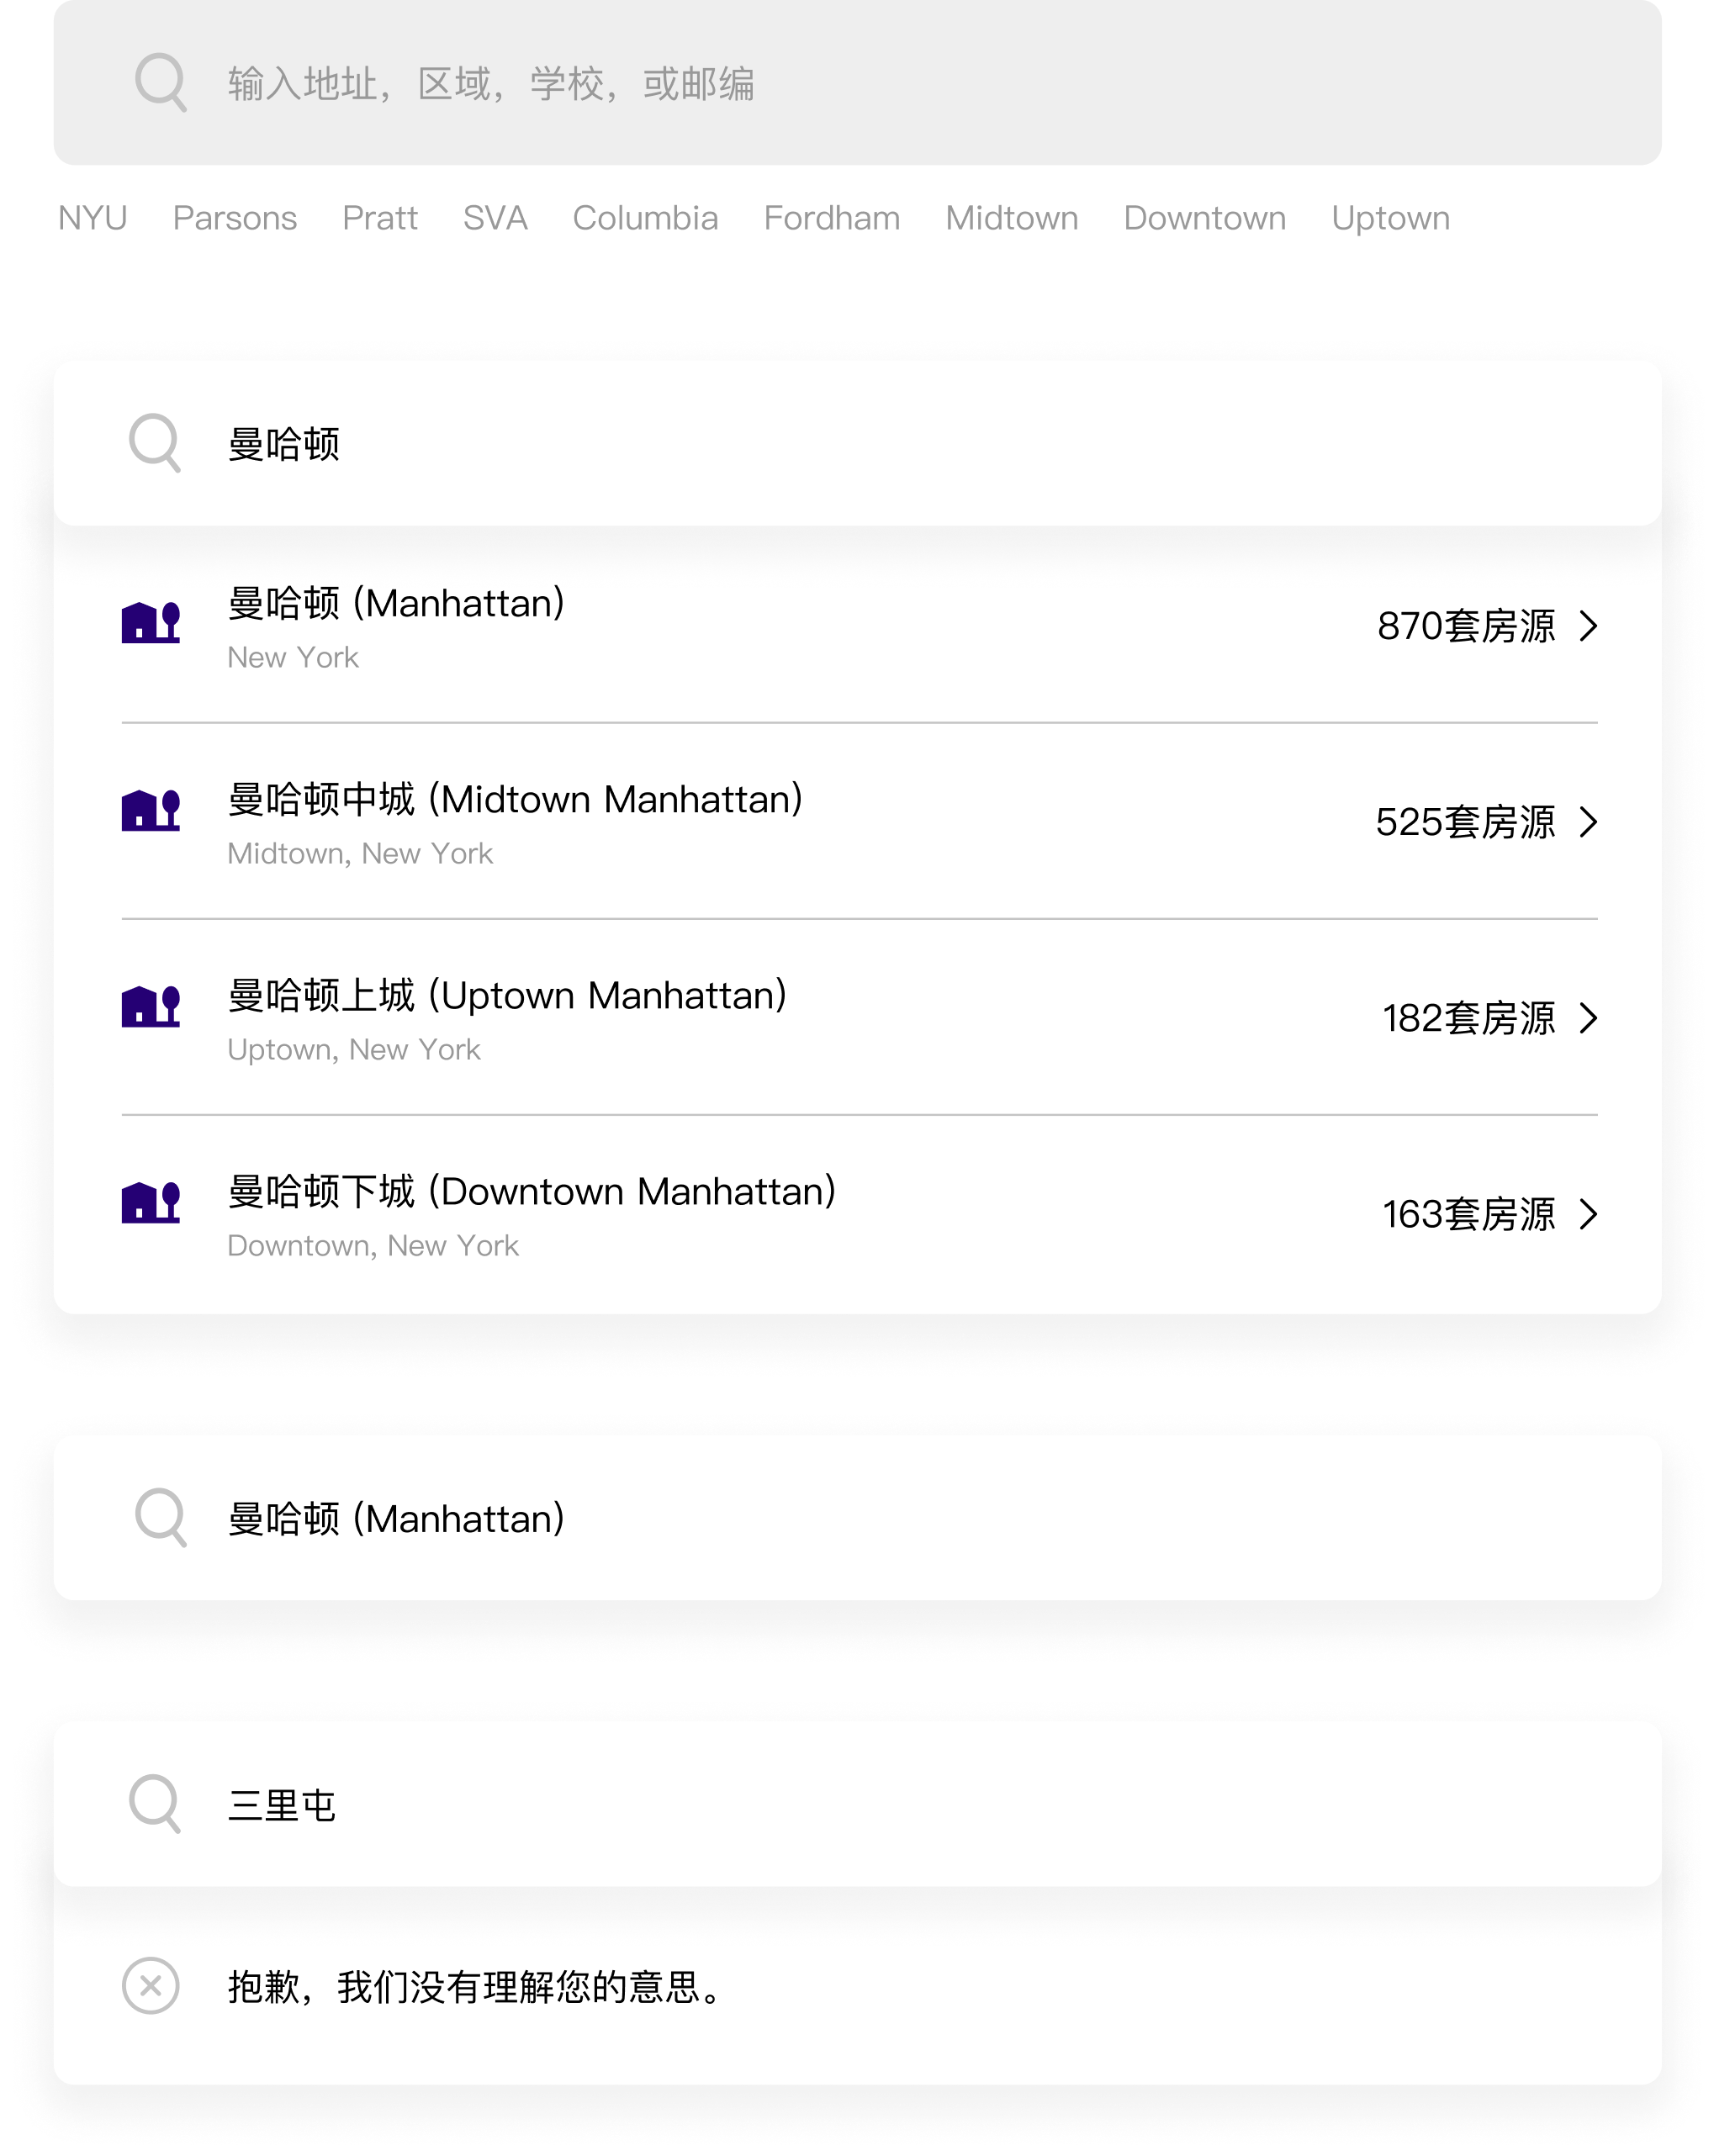 输入地址，区域，学校，或邮编
NYU Parsons Pratt SVA Columbia Fordham Midtown Downtown Uptown
曼哈顿
曼哈顿 (Manhattan)
New York
870套房源
曼哈顿中城 (Midtown Manhattan)
Midtown, New York
525套房源
曼哈顿上城 (Uptown Manhattan)
Uptown, New York
182套房源
曼哈顿下城 (Downtown Manhattan)
Downtown, New York
163套房源
曼哈顿 (Manhattan)
三里屯
抱歉，我们没有理解您的意思。